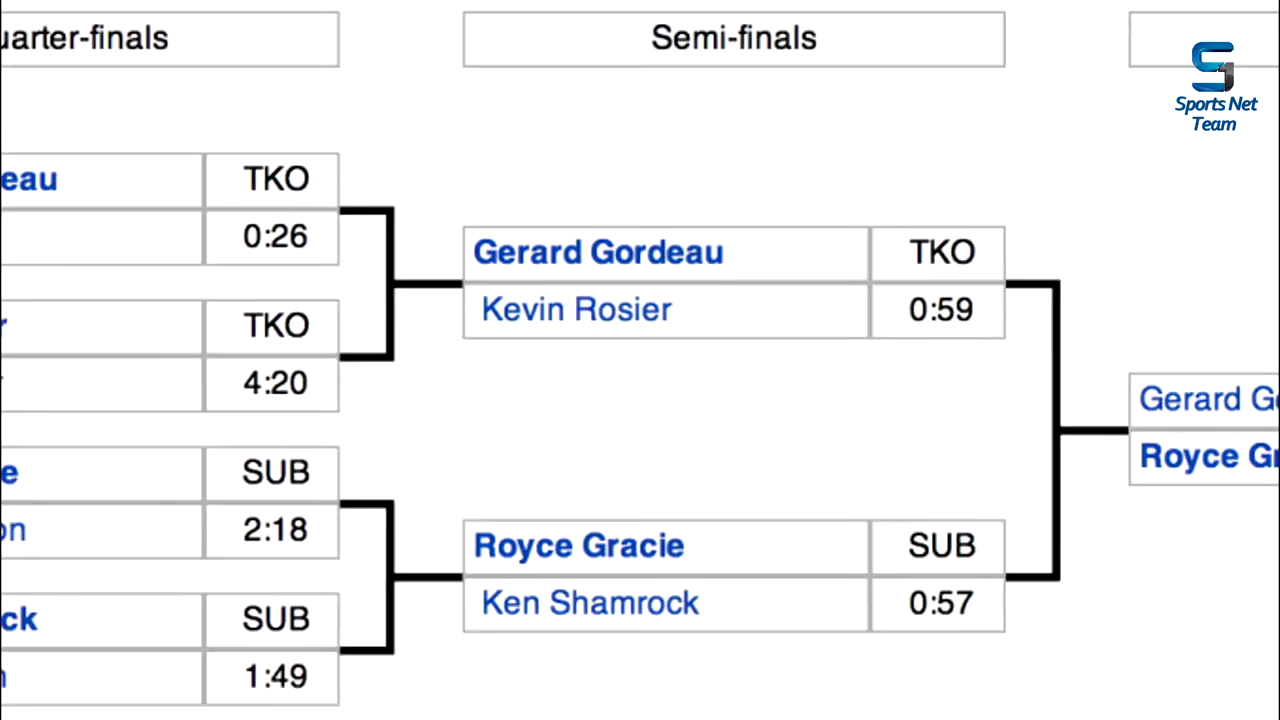 uarter-finals
Semi-finals
Sports Net
Team
eau TKO
0:26
Gerard Gordeau TKO
Kevin Rosier 0:59
r TKO
4:20
Gerard Go
Royce Gr
e SUB
on 2:18
Royce Gracie SUB
Ken Shamrock 0:57
ck SUB
1:49